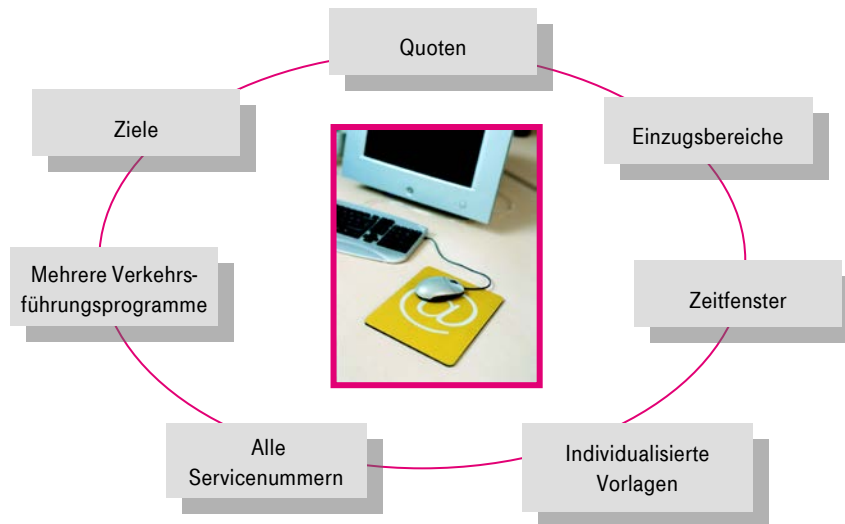 Quoten
Ziele
Einzugsbereiche
Mehrere Verkehrs-
führungsprogramme
Zeitfenster
Alle
Servicenummern
Individualisierte
Vorlagen
@